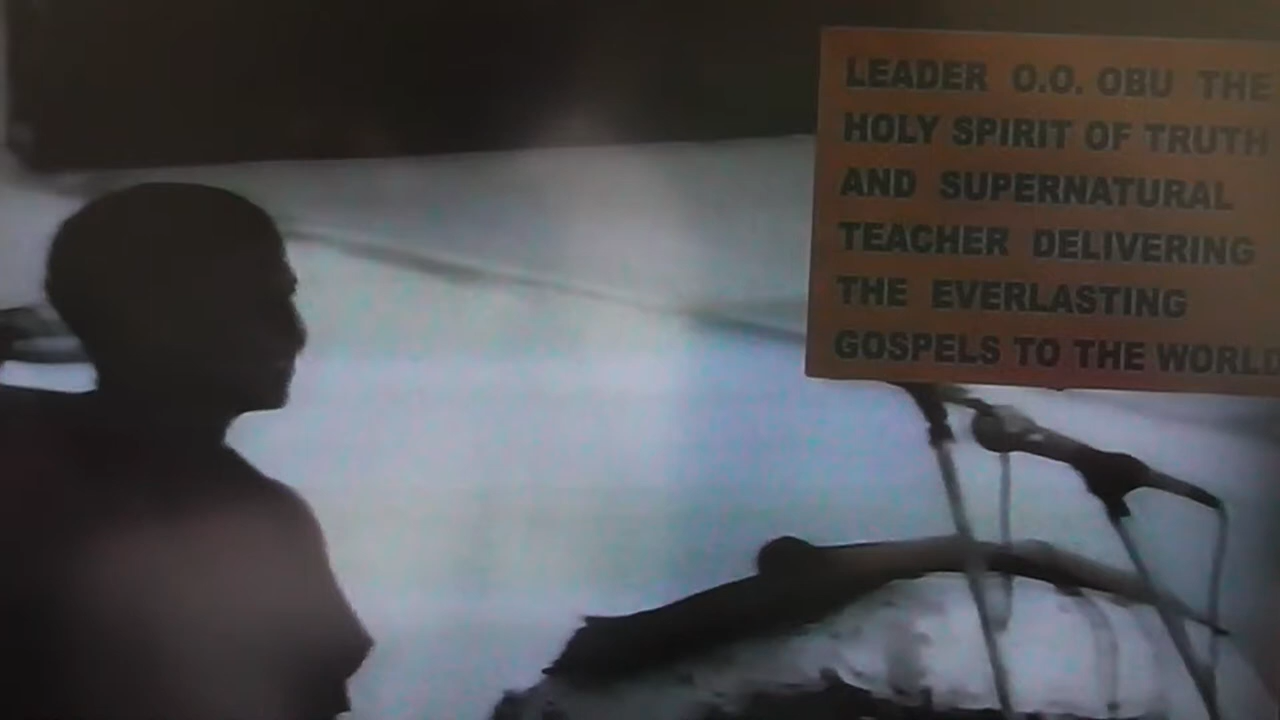 LEADER O.O. OBU THE
HOLY SPIRIT OF TRUTH
AND SUPERNATURAL
TEACHER DELIVERING
THE EVERLASTING
GOSPELS TO THE WORLD